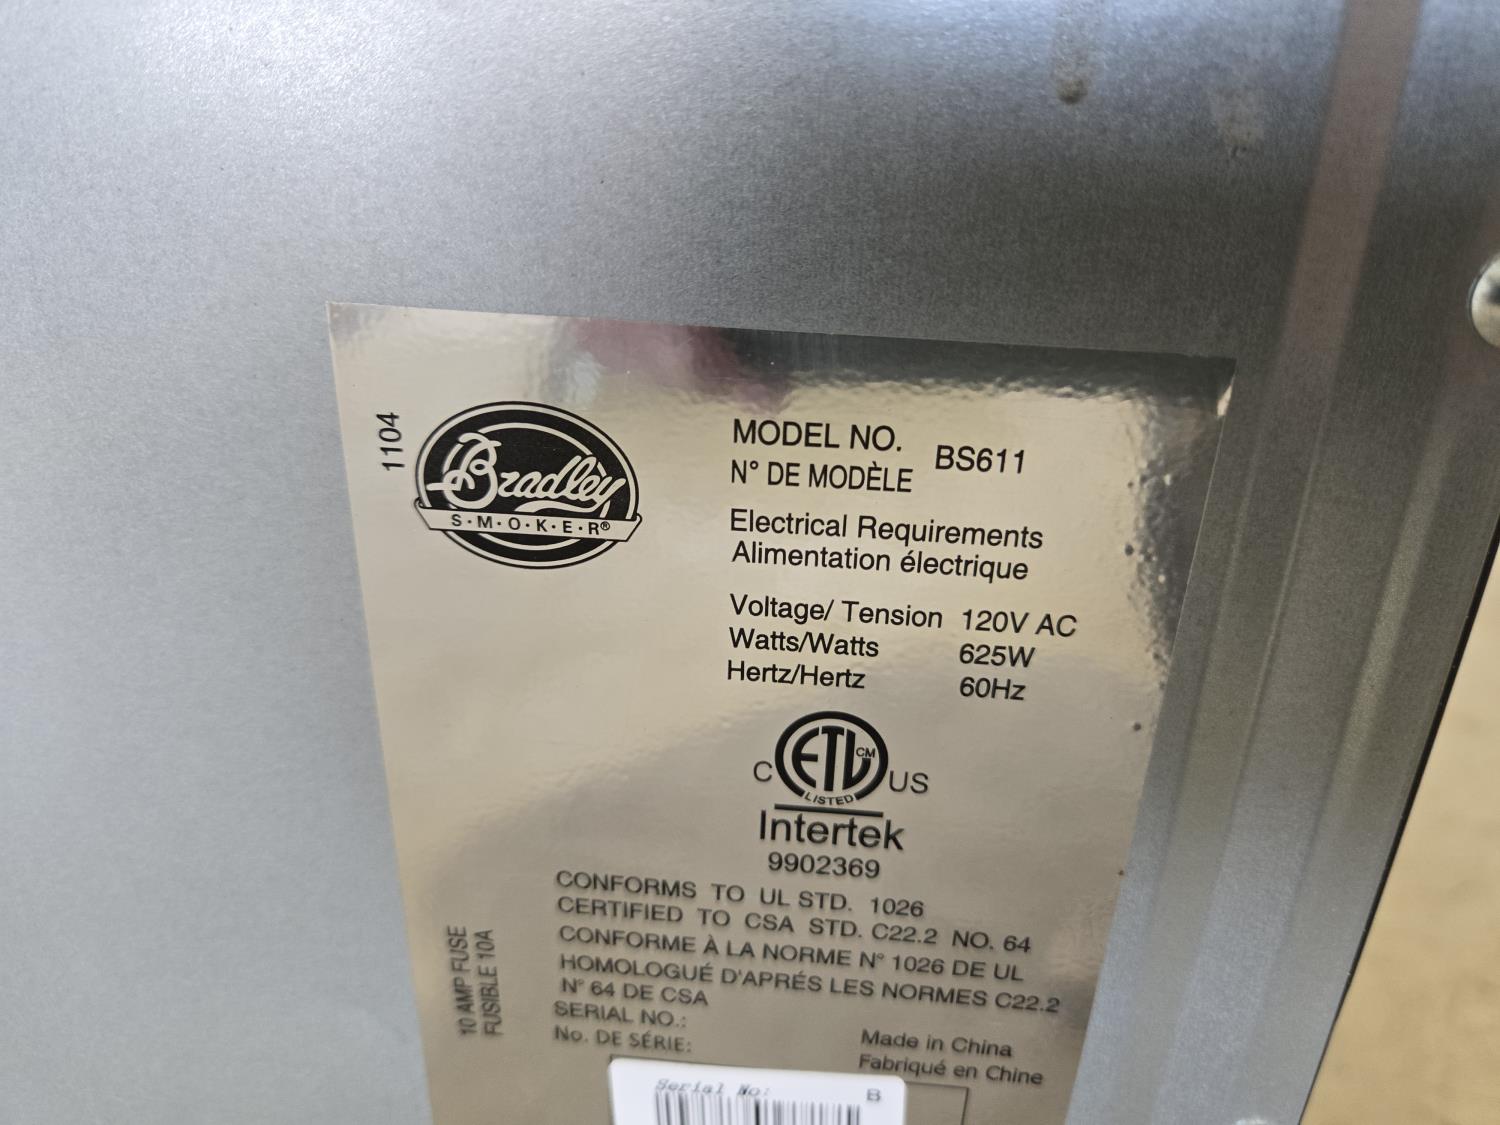 1104
Bradley
S·M·O·K·E·R®
MODEL NO. BS611
N° DE MODÈLE
Electrical Requirements
Alimentation électrique
Voltage/ Tension 120V AC
Watts/Watts 625W
Hertz/Hertz 60Hz
C ETL CM US
LISTED
Intertek
9902369
CONFORMS TO UL STD. 1026
CERTIFIED TO CSA STD. C22.2 NO. 64
CONFORME À LA NORME N° 1026 DE UL
HOMOLOGUÉ D'APRÉS LES NORMES C22.2
N° 64 DE CSA
SERIAL NO.:
No. DE SÉRIE:
10 AMP FUSE
FUSIBLE 10A
Made in China
Fabriqué en Chine
Serial No: B